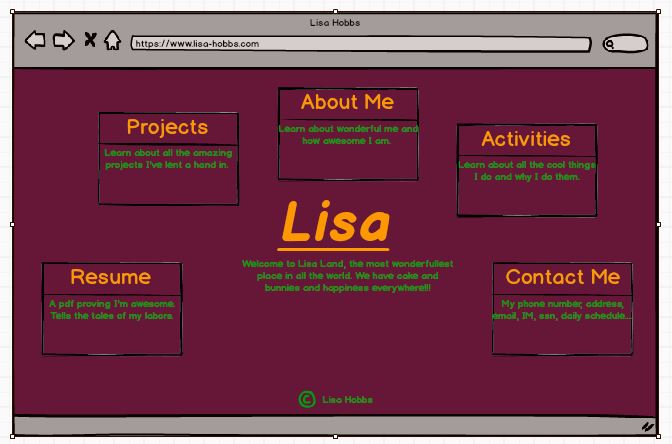 Lisa Hobbs
https://www.lisa-hobbs.com
About Me
Learn about wonderful me and
how awesome I am.
Projects
Learn about all the amazing
projects I've lent a hand in.
Activities
Learn about all the cool things
I do and why I do them.
Lisa
Welcome to Lisa Land, the most wonderfullest
place in all the world. We have cake and
bunnies and happiness everywhere!!!
Resume
A pdf proving I'm awesome.
Tells the tales of my labors.
Contact Me
My phone number, address,
email, IM, ssn, daily schedule...
© Lisa Hobbs